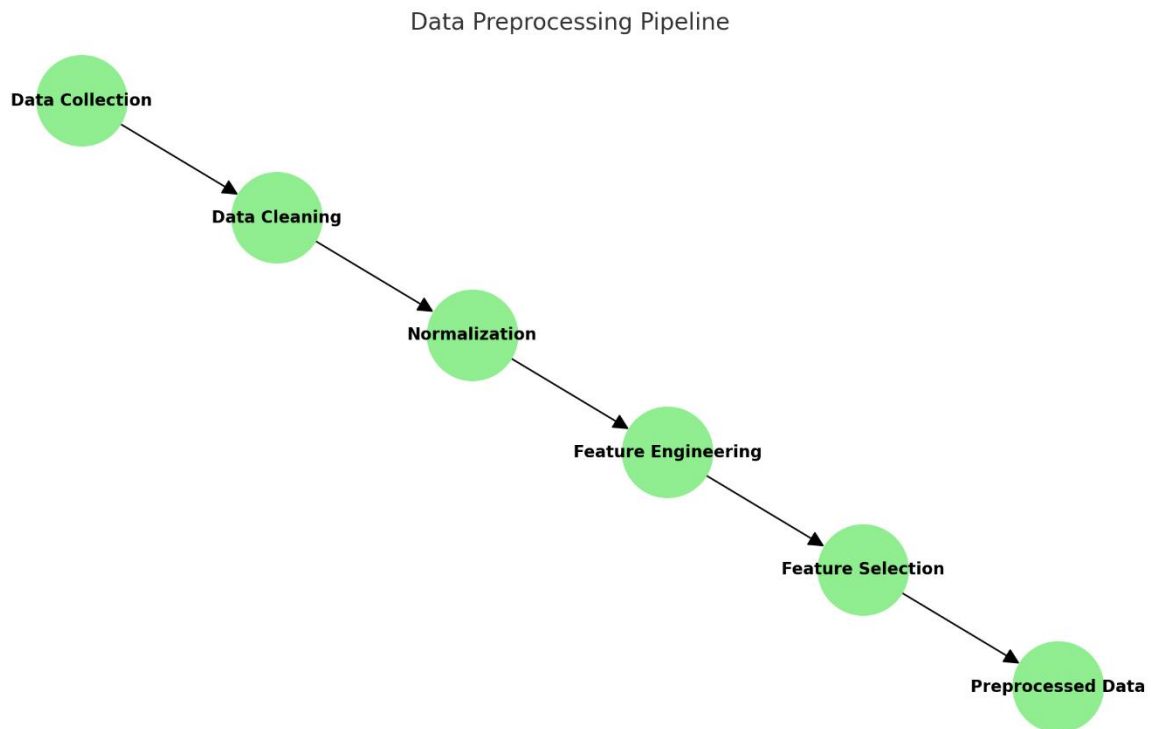 Data Preprocessing Pipeline
Data Collection
Data Cleaning
Normalization
Feature Engineering
Feature Selection
Preprocessed Data